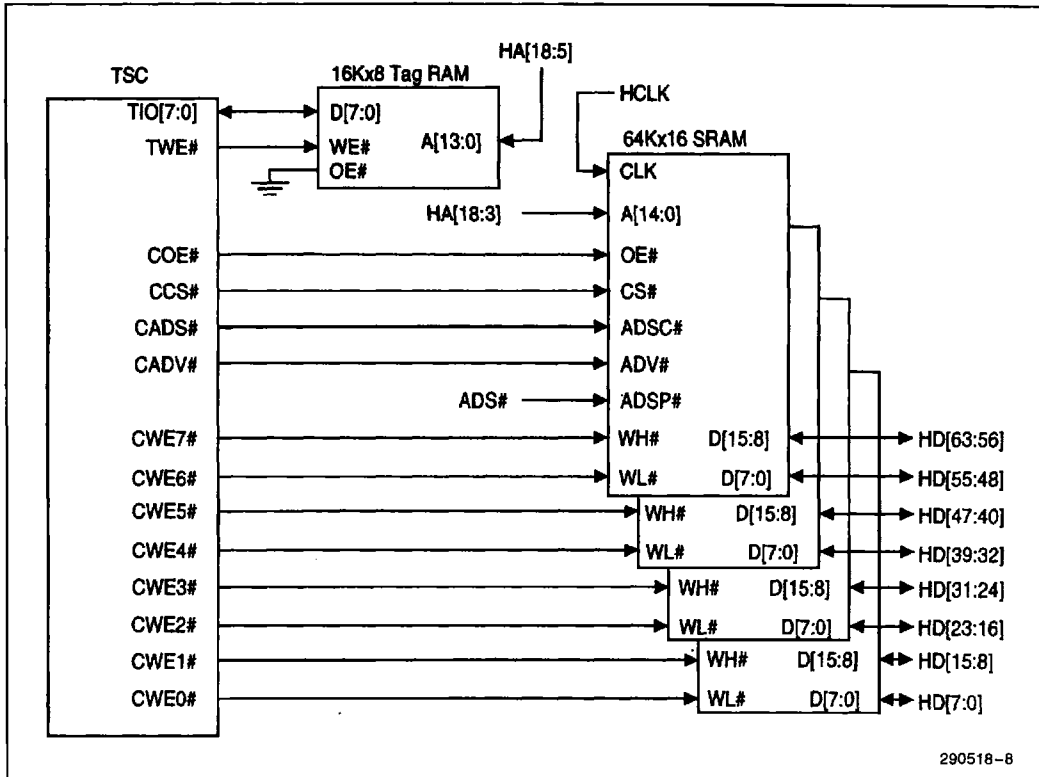 HA[18:5]
TSC
16Kx8 Tag RAM
HCLK
TIO[7:0]
D[7:0]
TWE#
WE#
A[13:0]
OE#
64Kx16 SRAM
CLK
HA[18:3]
A[14:0]
COE#
OE#
CCS#
CS#
CADS#
ADSC#
CADV#
ADV#
ADS#
ADSP#
CWE7#
WH#
D[15:8]
HD[63:56]
CWE6#
WL#
D[7:0]
HD[55:48]
CWE5#
WH#
D[15:8]
HD[47:40]
CWE4#
WL#
D[7:0]
HD[39:32]
CWE3#
WH#
D[15:8]
HD[31:24]
CWE2#
WL#
D[7:0]
HD[23:16]
CWE1#
WH#
D[15:8]
HD[15:8]
CWE0#
WL#
D[7:0]
HD[7:0]
290518-8